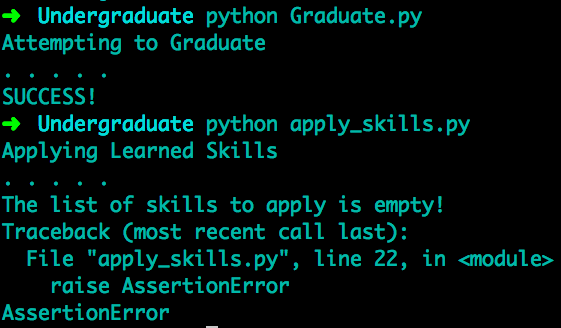 ➜ Undergraduate python Graduate.py
Attempting to Graduate
. . . . .
SUCCESS!
➜ Undergraduate python apply_skills.py
Applying Learned Skills
. . . . .
The list of skills to apply is empty!
Traceback (most recent call last):
  File "apply_skills.py", line 22, in <module>
    raise AssertionError
AssertionError